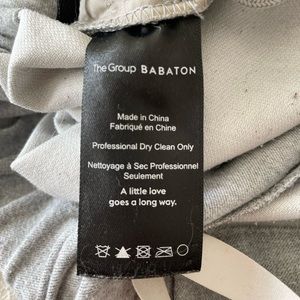 The Group BABATON
Made in China
Fabriqué en Chine
Professional Dry Clean Only
Nettoyage à Sec Professionel
Seulement
A little love
goes a long way.